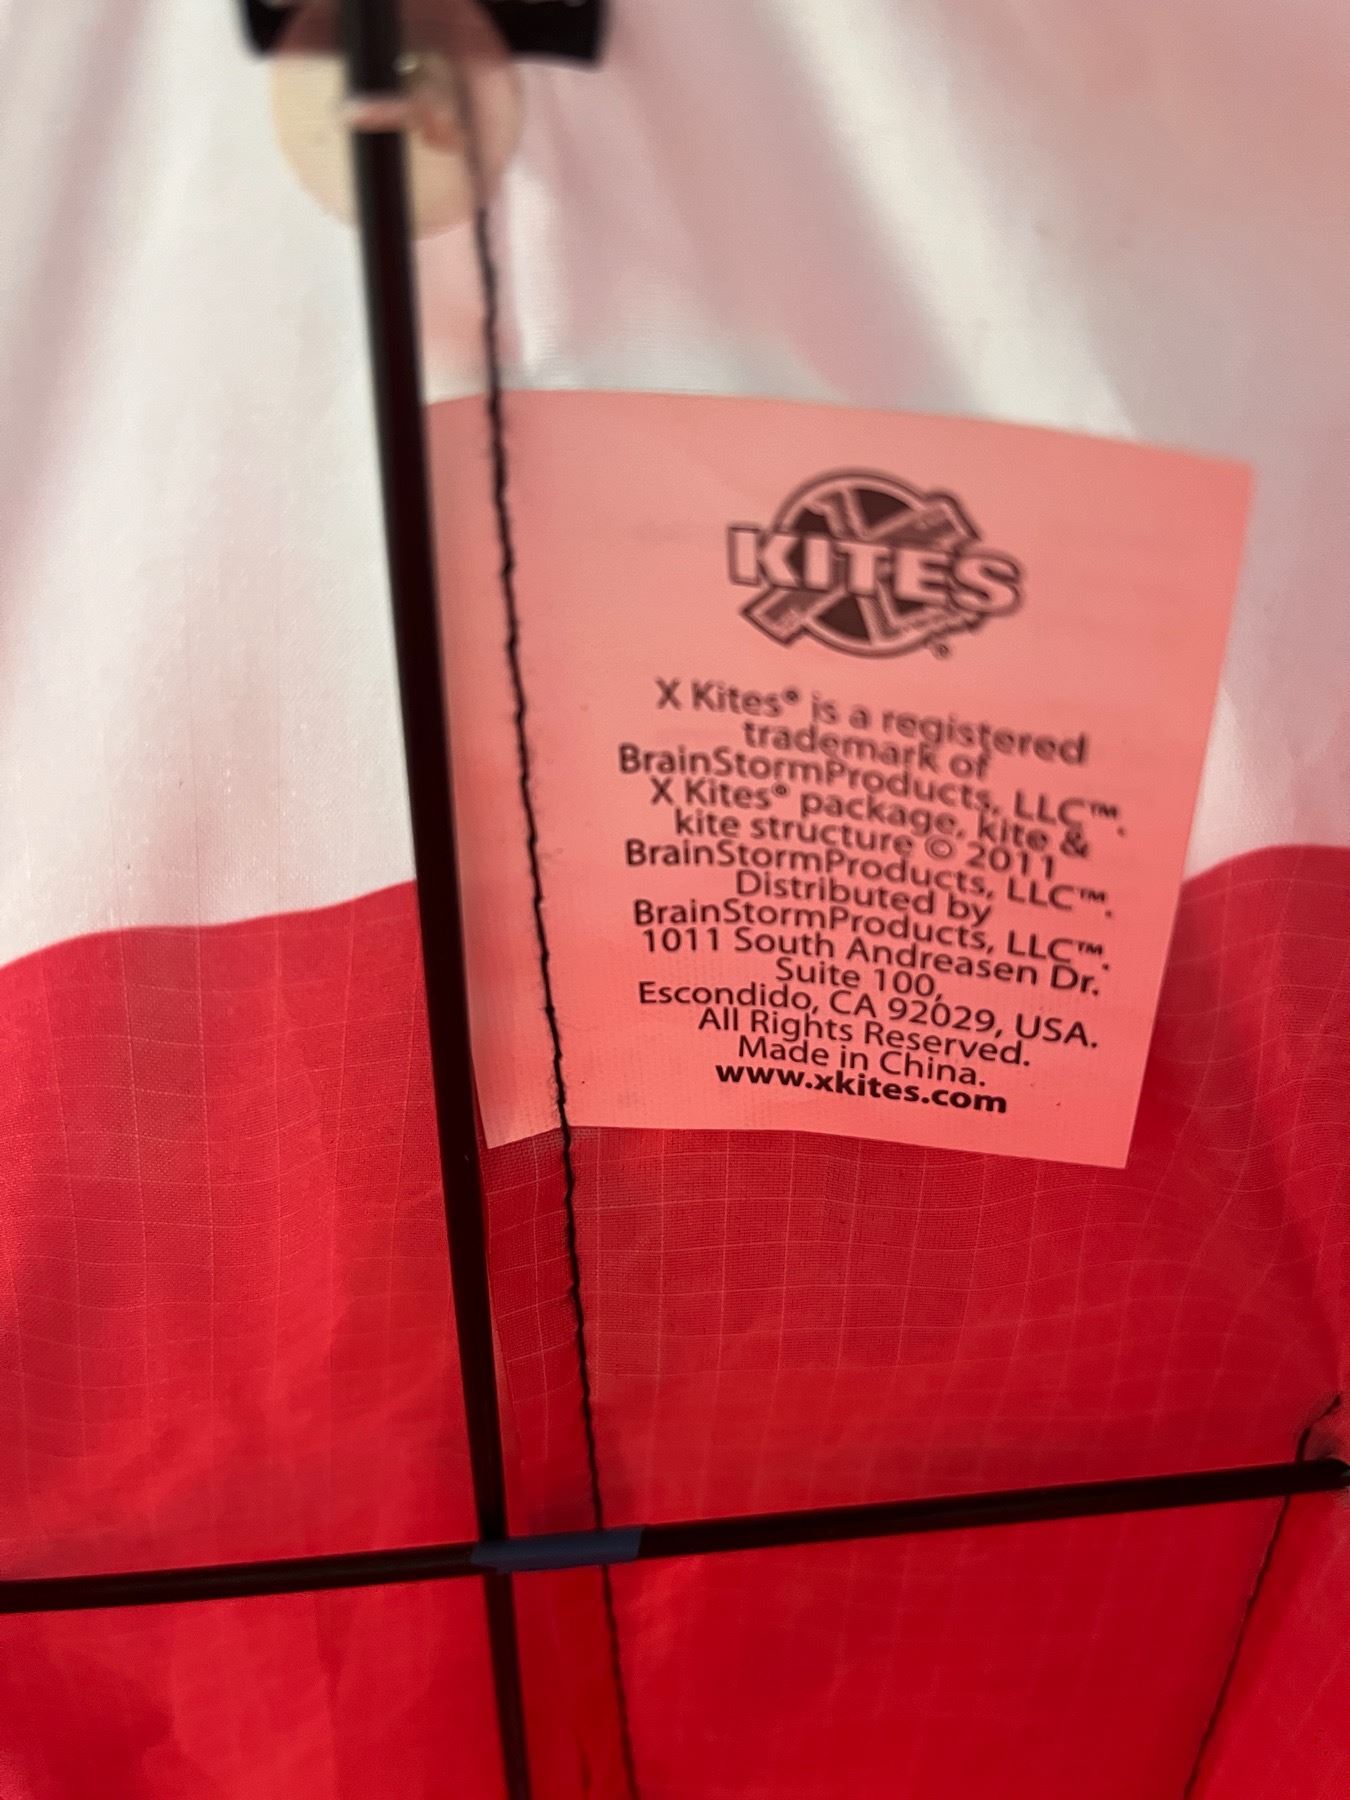 KITES
X Kites® is a registered
trademark of
BrainStormProducts, LLC™.
X Kites® package, kite &
kite structure © 2011
BrainStormProducts, LLC™.
Distributed by
BrainStormProducts, LLC™.
1011 South Andreasen Dr.
Suite 100,
Escondido, CA 92029, USA.
All Rights Reserved.
Made in China.
www.xkites.com